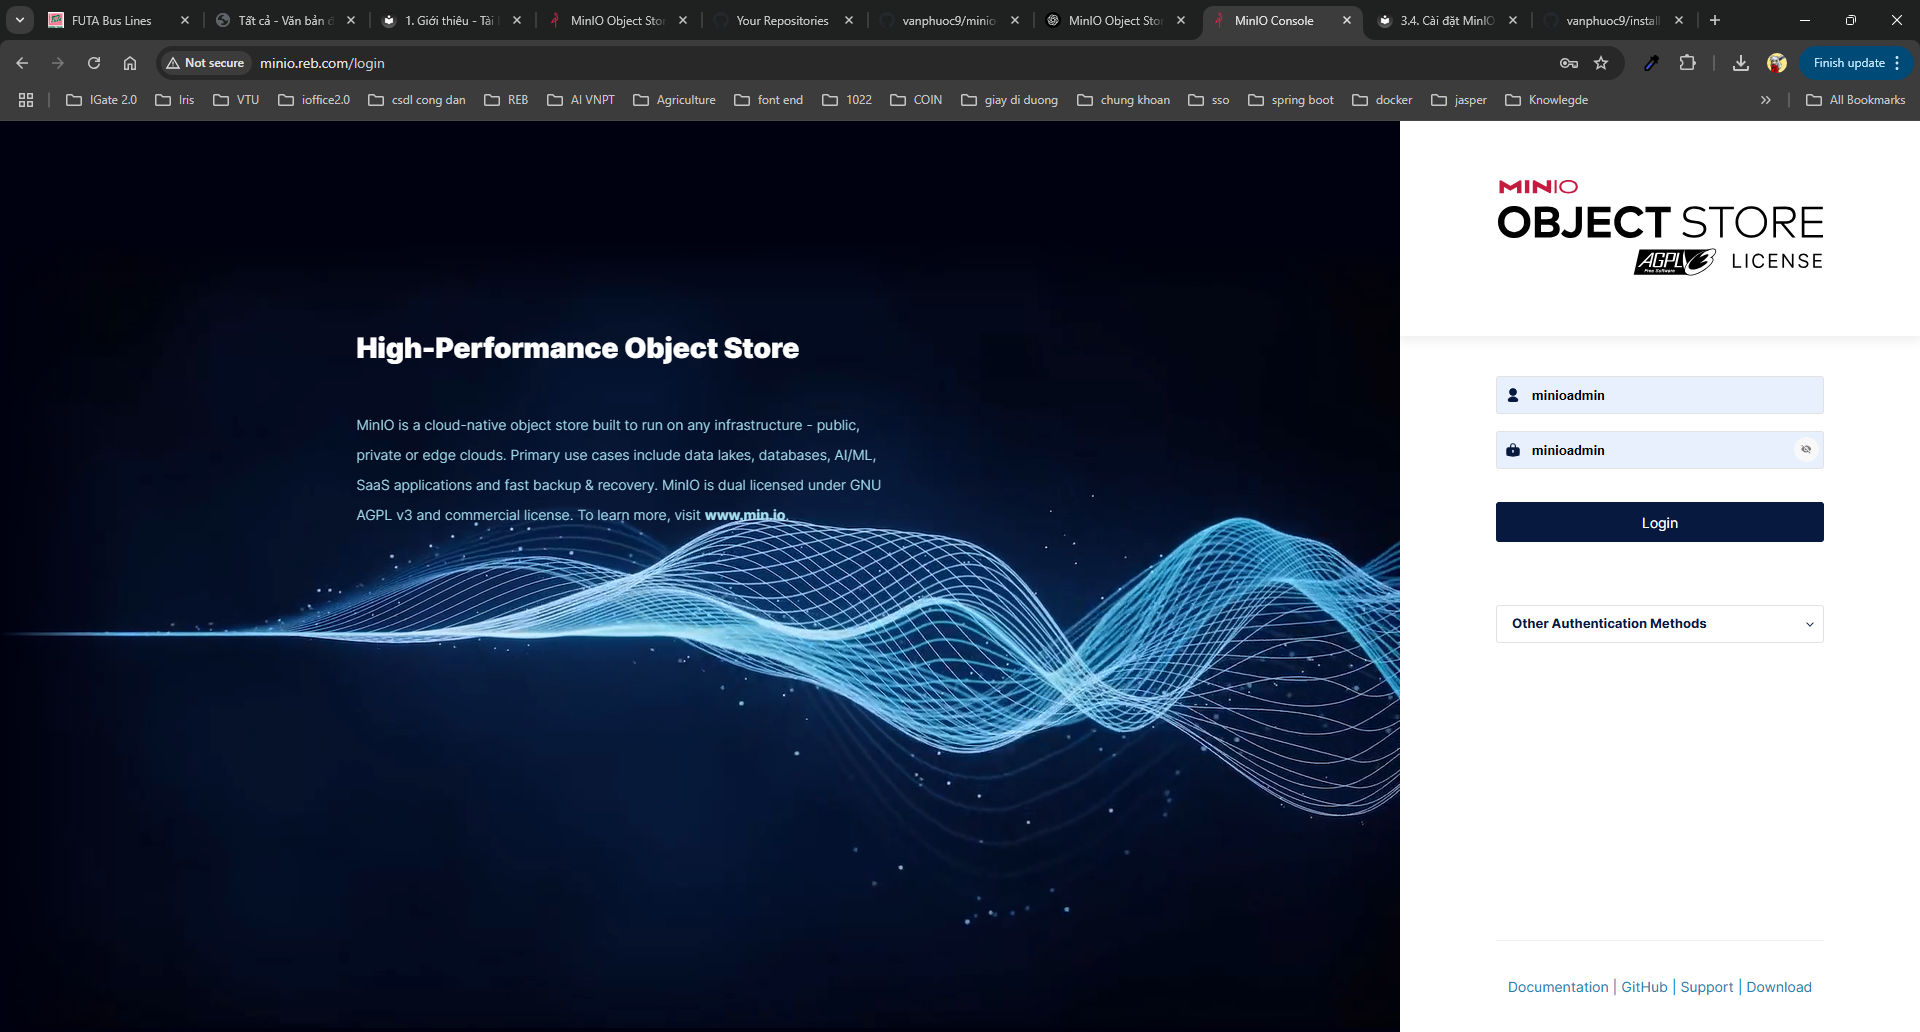 FUTA Bus Lines
Tất cả - Văn bản đ
1. Giới thiêu - Tài l
MinIO Object Stor
Your Repositories
vanphuoc9/minio
MinIO Object Stor
MinIO Console
3.4. Cài đặt MinIO
vanphuoc9/install
Not secure
minio.reb.com/login
Finish update
IGate 2.0
Iris
VTU
ioffice2.0
csdl cong dan
REB
AI VNPT
Agriculture
font end
1022
COIN
giay di duong
chung khoan
sso
spring boot
docker
jasper
Knowlegde
All Bookmarks
High-Performance Object Store
MinIO is a cloud-native object store built to run on any infrastructure - public,
private or edge clouds. Primary use cases include data lakes, databases, AI/ML,
SaaS applications and fast backup & recovery. MinIO is dual licensed under GNU
AGPL v3 and commercial license. To learn more, visit www.min.io.
MINIO
OBJECT STORE
AGPLv3 LICENSE
Free Software
minioadmin
minioadmin
Login
Other Authentication Methods
Documentation | GitHub | Support | Download